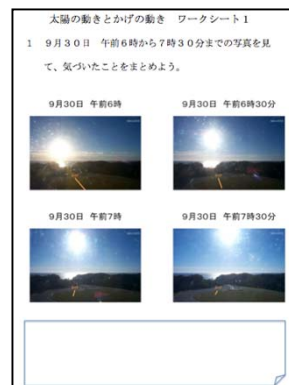 太陽の動きとかげの動き　ワークシート１
１　９月３０日　午前６時から７時３０分までの写真を見
て、気づいたことをまとめよう。
９月30日 午前6時
９月30日 午前6時30分
９月30日 午前7時
９月30日 午前7時30分